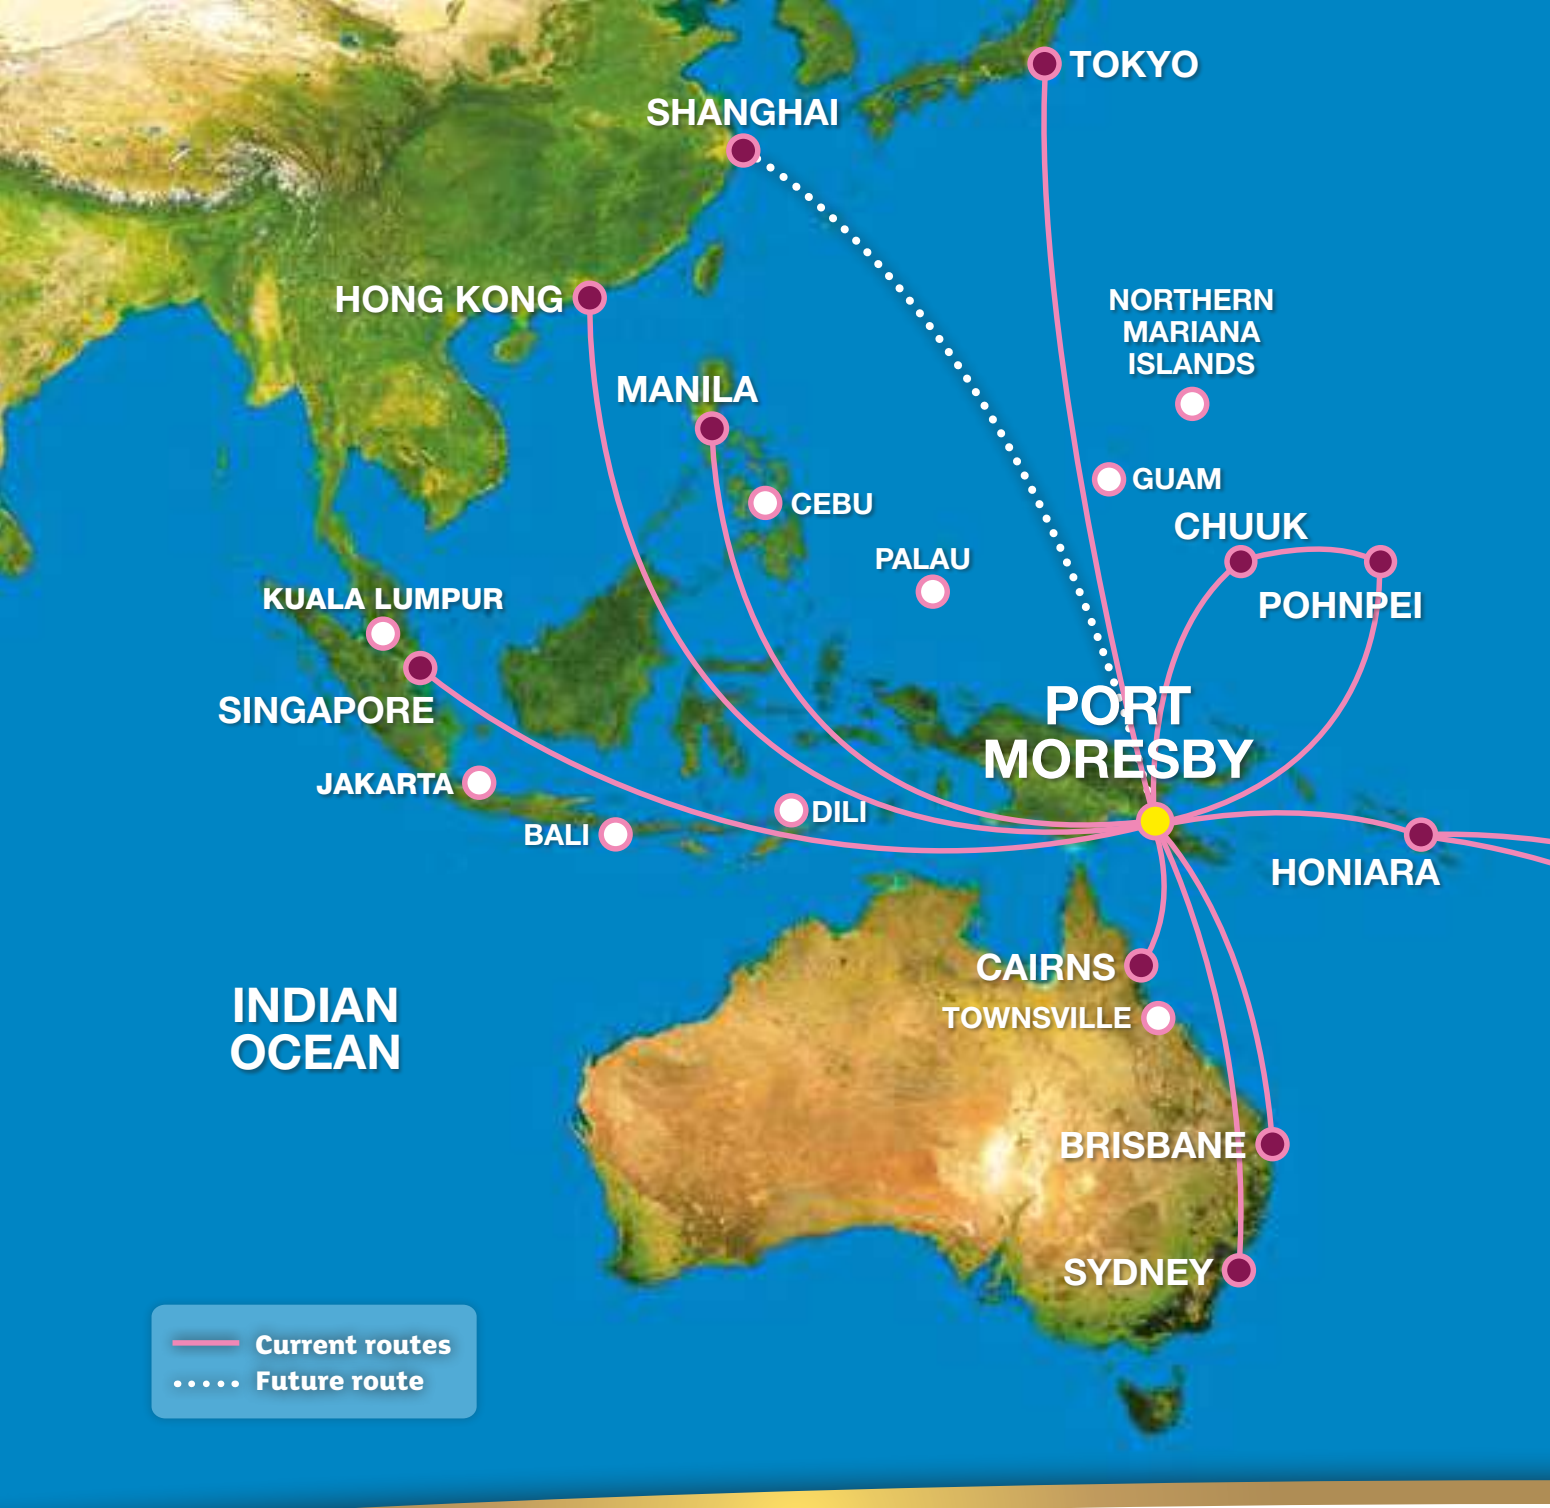 TOKYO
SHANGHAI
HONG KONG
NORTHERN
MARIANA
ISLANDS
MANILA
GUAM
CEBU
CHUUK
PALAU
KUALA LUMPUR
POHNPEI
SINGAPORE
PORT
MORESBY
JAKARTA
DILI
BALI
HONIARA
CAIRNS
INDIAN
OCEAN
TOWNSVILLE
BRISBANE
SYDNEY
Current routes
Future route